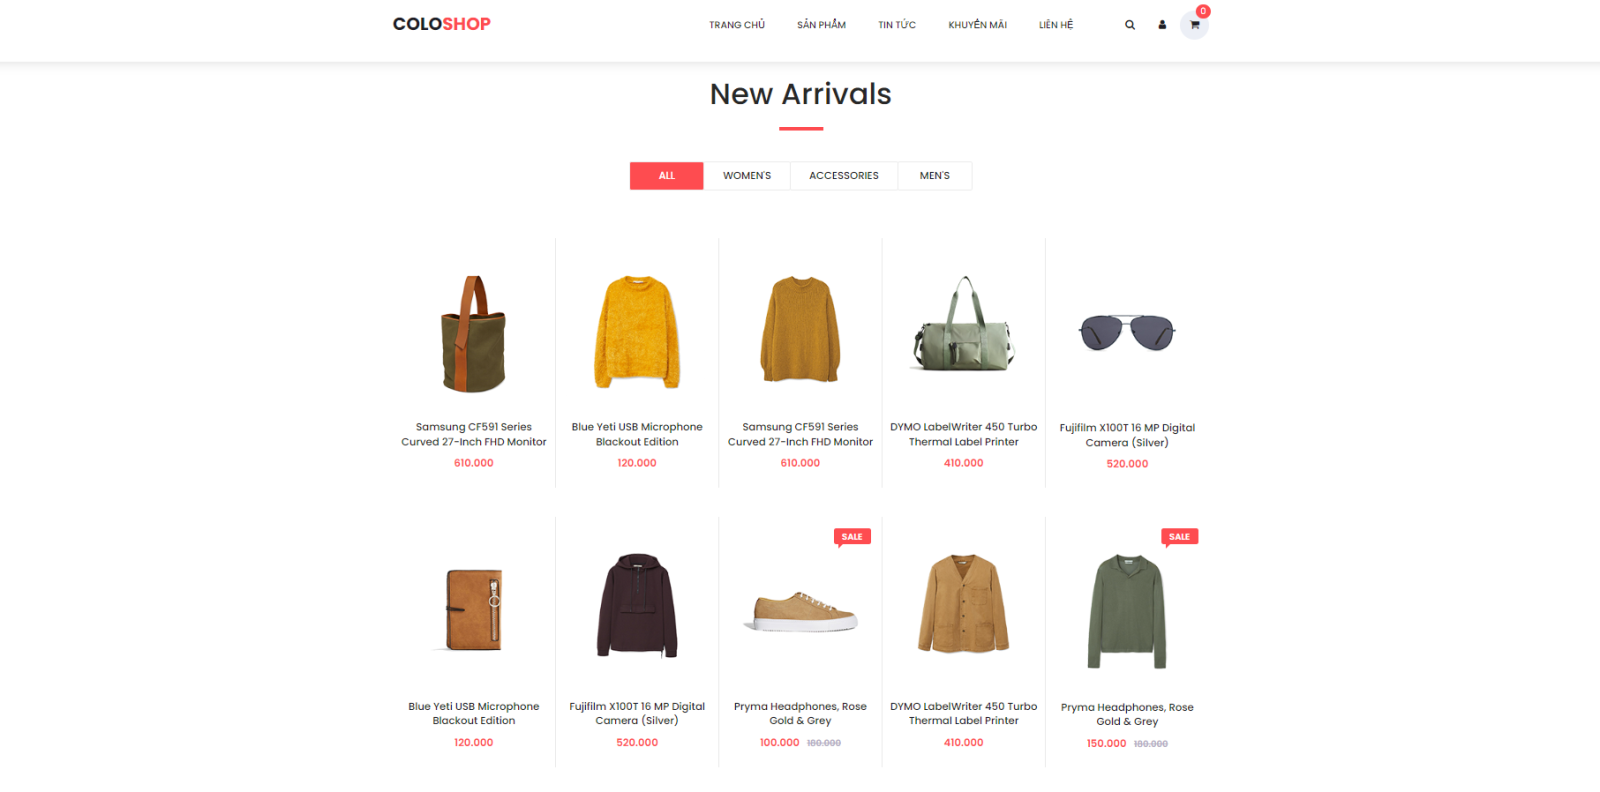 COLOSHOP
TRANG CHỦ
SẢN PHẨM
TIN TỨC
KHUYẾN MÃI
LIÊN HỆ
0
New Arrivals
ALL
WOMEN'S
ACCESSORIES
MEN'S
Samsung CF591 Series
Curved 27-Inch FHD Monitor
610.000
Blue Yeti USB Microphone
Blackout Edition
120.000
Samsung CF591 Series
Curved 27-Inch FHD Monitor
610.000
DYMO LabelWriter 450 Turbo
Thermal Label Printer
410.000
Fujifilm X100T 16 MP Digital
Camera (Silver)
520.000
Blue Yeti USB Microphone
Blackout Edition
120.000
Fujifilm X100T 16 MP Digital
Camera (Silver)
520.000
SALE
Pryma Headphones, Rose
Gold & Grey
100.000 180.000
DYMO LabelWriter 450 Turbo
Thermal Label Printer
410.000
SALE
Pryma Headphones, Rose
Gold & Grey
150.000 180.000